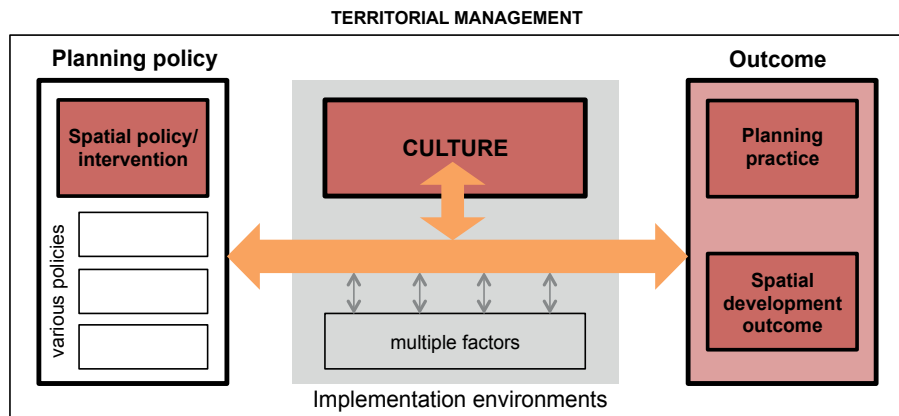 TERRITORIAL MANAGEMENT
Planning policy
Spatial policy/
intervention
various policies
CULTURE
multiple factors
Implementation environments
Outcome
Planning
practice
Spatial
development
outcome